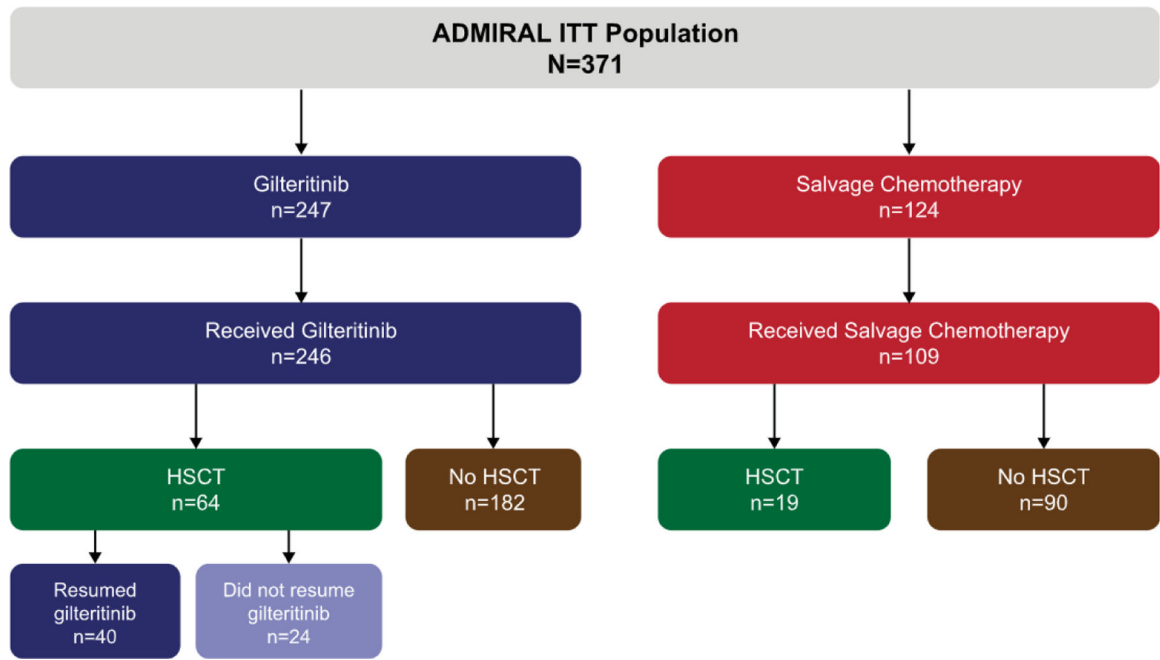 ADMIRAL ITT Population
N=371
Gilteritinib
n=247
Salvage Chemotherapy
n=124
Received Gilteritinib
n=246
Received Salvage Chemotherapy
n=109
HSCT
n=64
No HSCT
n=182
HSCT
n=19
No HSCT
n=90
Resumed
gilteritinib
n=40
Did not resume
gilteritinib
n=24